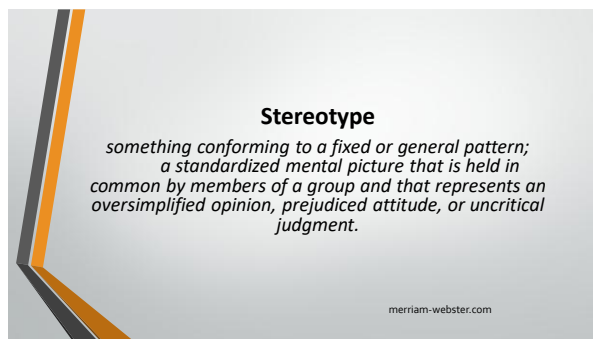 Stereotype
something conforming to a fixed or general pattern;
a standardized mental picture that is held in
common by members of a group and that represents an
oversimplified opinion, prejudiced attitude, or uncritical
judgment.
merriam-webster.com